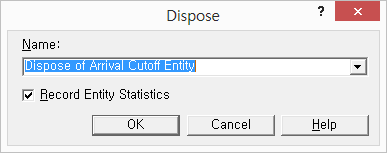 Dispose
?
Name:
Dispose of Arrival Cutoff Entity
Record Entity Statistics
OK
Cancel
Help